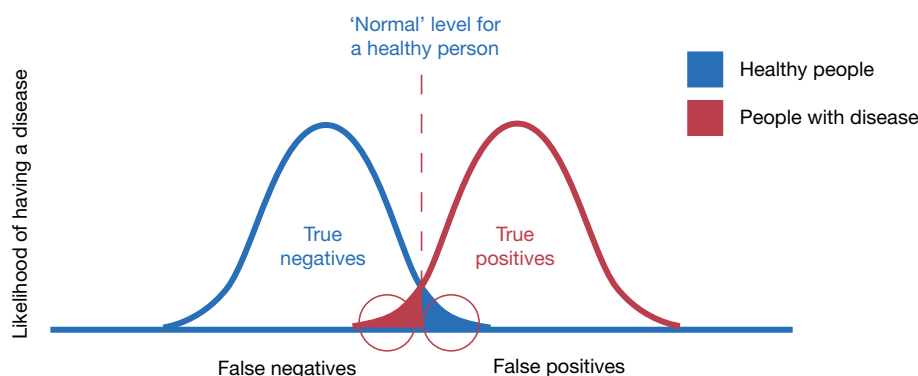 ‘Normal’ level for
a healthy person
Healthy people
People with disease
Likelihood of having a disease
True
negatives
True
positives
False negatives
False positives